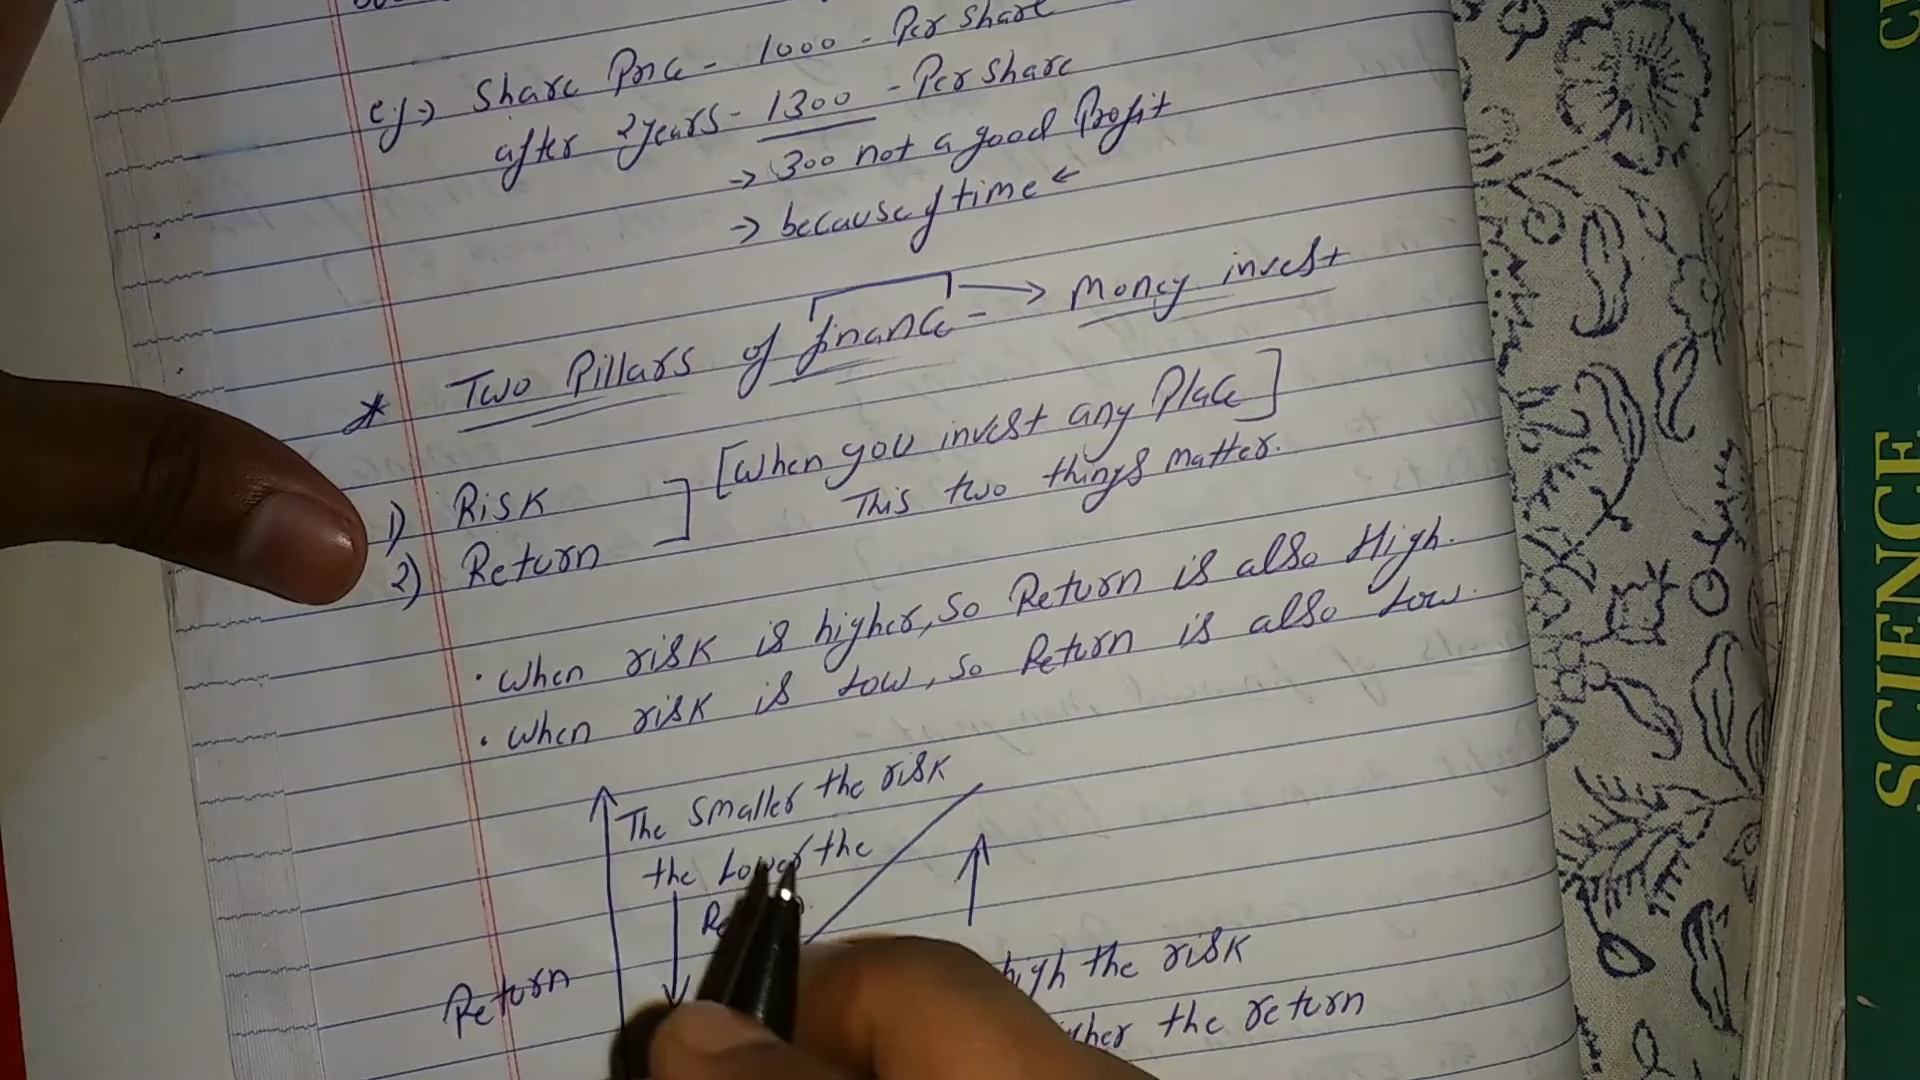 eg → Share Price - 1000 - Per share
after 2 years - 1300 - Per share
→ 300 not a good Profit
→ because of time ←
* Two Pillars of finance - → Money invest
1) Risk
2) Return
[When you invest any Place]
This two things matter.
• When risk is higher, so Return is also High.
• When risk is Low, so Return is also Low.
The smaller the risk
the Lower the
Return
high the risk
the return
SCIENCE